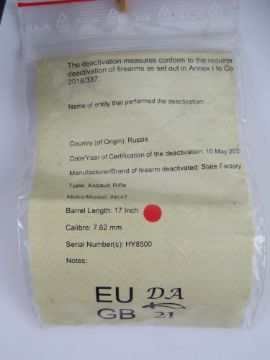 The deactivation measures conform to the requirer
deactivation of firearms as set out in Annex I to Co
2018/337.
Name of entity that performed the deactivation:
Country (of Origin): Russia
Date/Year of Certification of the deactivation: 10 May 202
Manufacturer/Brand of firearm deactivated: State Factory
Type: Assault Rifle
Make/Model: AK47
Barrel Length: 17 Inch
Calibre: 7.62 mm
Serial Number(s): HY8500
Notes:
EU DA
GB 21